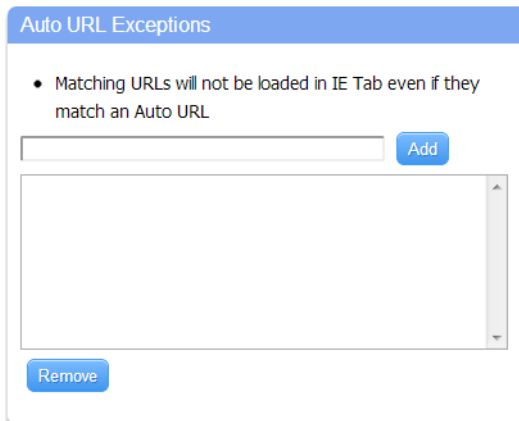 Auto URL Exceptions
• Matching URLs will not be loaded in IE Tab even if they
match an Auto URL
Add
Remove